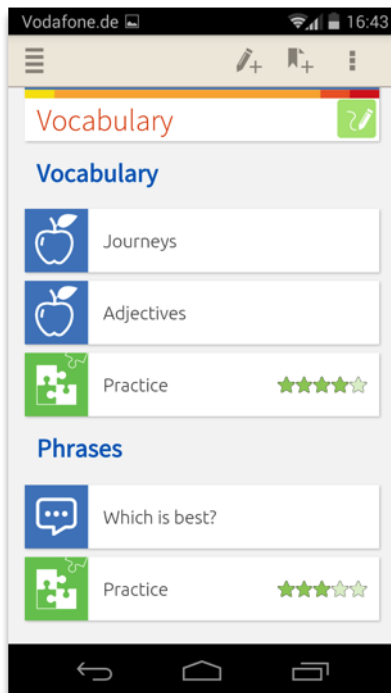 Vodafone.de 16:43
Vocabulary
Vocabulary
Journeys
Adjectives
Practice
Phrases
Which is best?
Practice